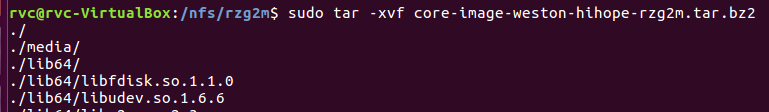 rvc@rvc-VirtualBox:/nfs/rzg2m$ sudo tar -xvf core-image-weston-hihope-rzg2m.tar.bz2
./
./media/
./lib64/
./lib64/libfdisk.so.1.1.0
./lib64/libudev.so.1.6.6